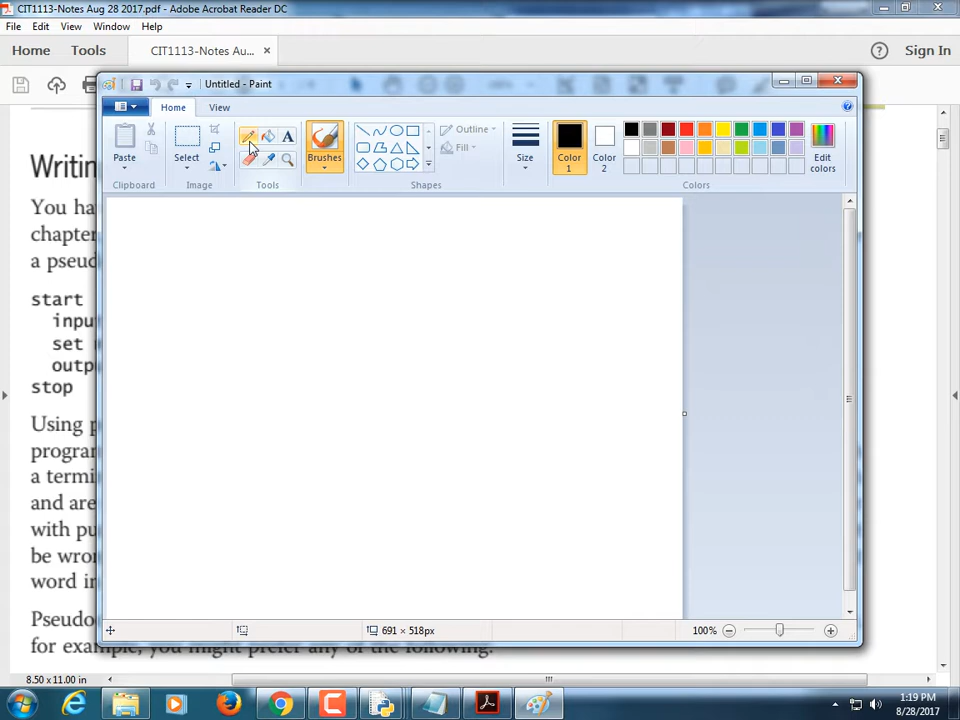 CIT1113-Notes Aug 28 2017.pdf - Adobe Acrobat Reader DC
File Edit View Window Help
Home Tools CIT1113-Notes Au... × Sign In
Untitled - Paint
Home View
Paste Select Brushes Outline Fill Size Color 1 Color 2 Edit colors
Clipboard Image Tools Shapes Colors
Writin
You ha
chapter
a pseud
start
input
set
outpu
stop
Using p
program
a termi
and are
with pu
be wron
word in
691 × 518px 100%
Pseudo
for example, you might prefer any of the following:
8.50 x 11.00 in
1:19 PM
8/28/2017